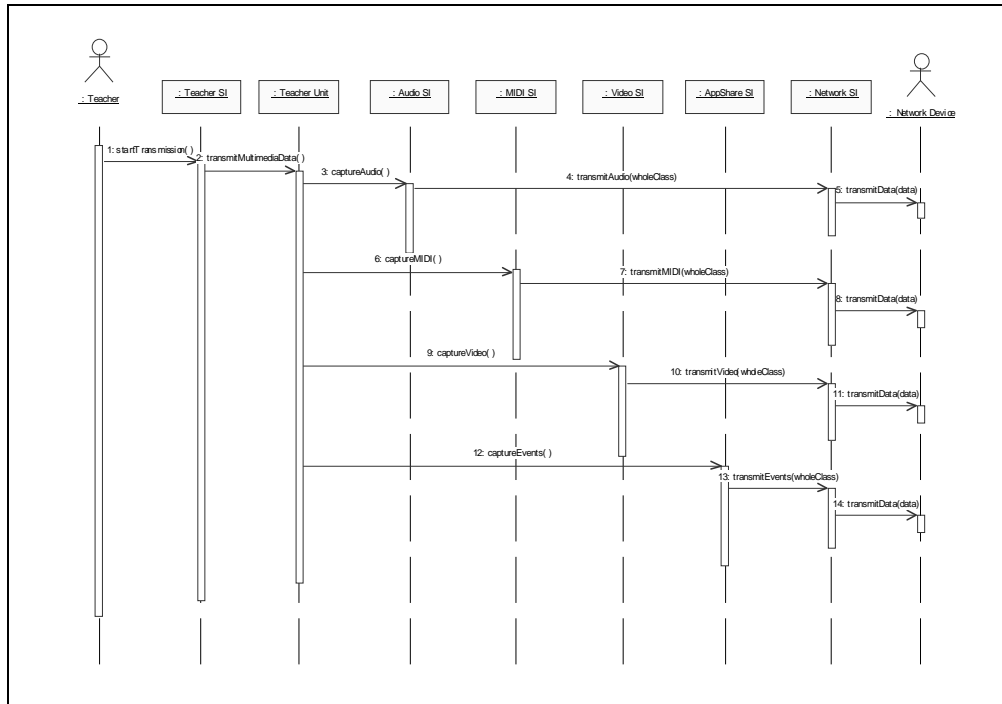 : Teacher
: Teacher SI
: Teacher Unit
: Audio SI
: MIDI SI
: Video SI
: AppShare SI
: Network SI
: Network Device
1: startTransmission( )
2: transmitMultimediaData( )
3: captureAudio( )
4: transmitAudio(wholeClass)
5: transmitData(data)
6: captureMIDI( )
7: transmitMIDI(wholeClass)
8: transmitData(data)
9: captureVideo( )
10: transmitVideo(wholeClass)
11: transmitData(data)
12: captureEvents( )
13: transmitEvents(wholeClass)
14: transmitData(data)